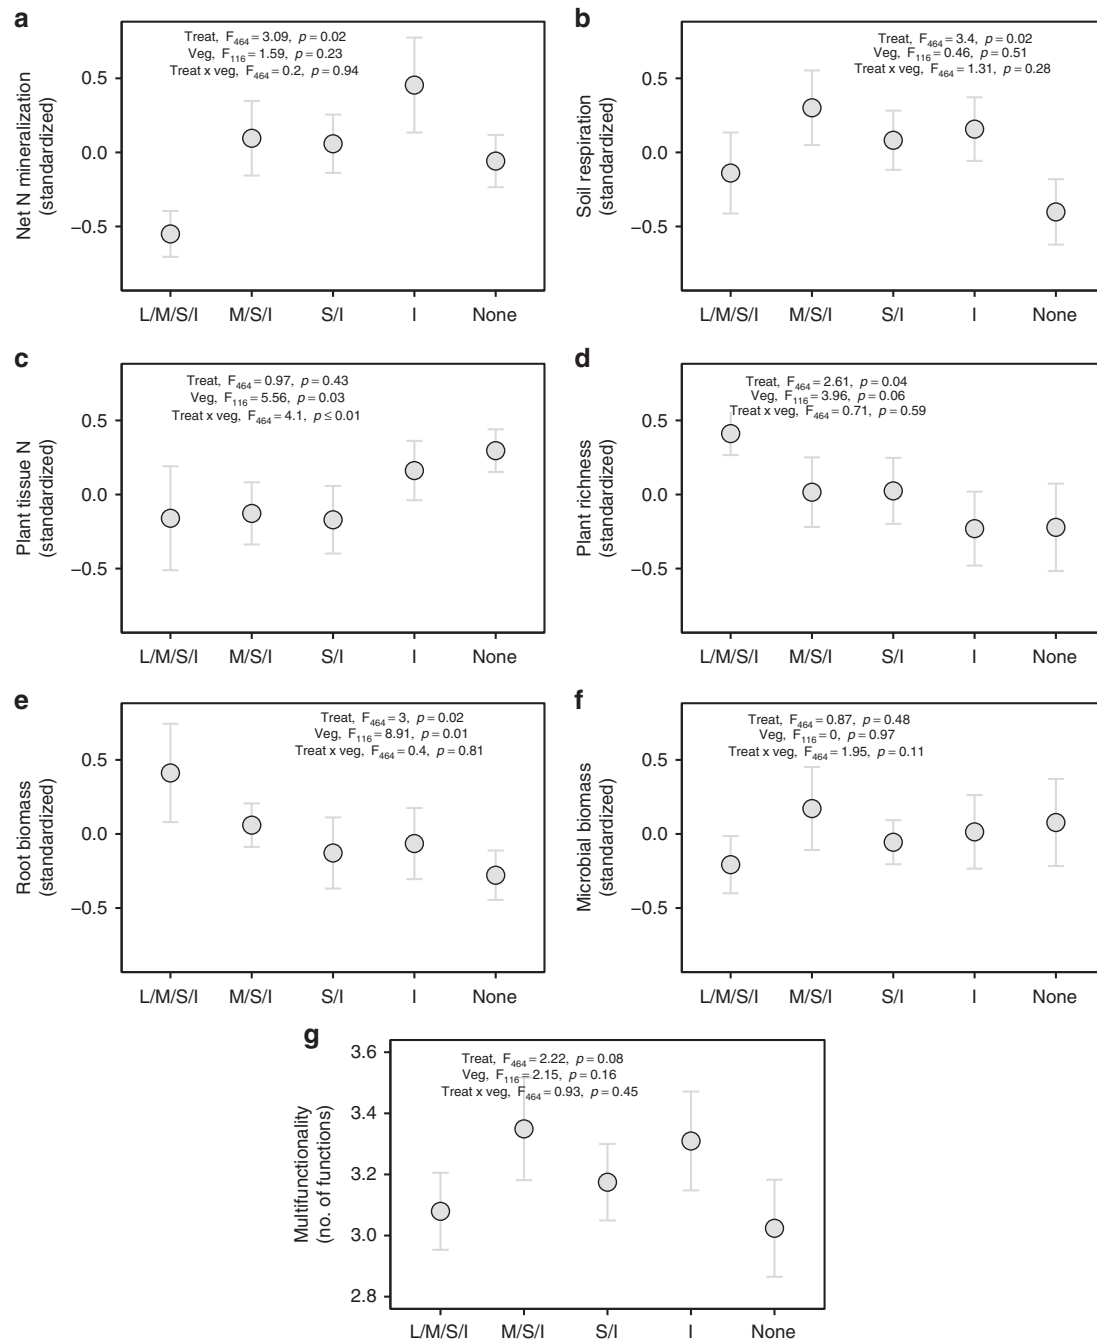 a
Treat, F464 = 3.09, p = 0.02
Veg, F116 = 1.59, p = 0.23
Treat x veg, F464 = 0.2, p = 0.94
Net N mineralization
(standardized)
0.5
0.0
−0.5
L/M/S/I M/S/I S/I I None
b
Treat, F464 = 3.4, p = 0.02
Veg, F116 = 0.46, p = 0.51
Treat x veg, F464 = 1.31, p = 0.28
Soil respiration
(standardized)
0.5
0.0
−0.5
L/M/S/I M/S/I S/I I None
c
Treat, F464 = 0.97, p = 0.43
Veg, F116 = 5.56, p = 0.03
Treat x veg, F464 = 4.1, p ≤ 0.01
Plant tissue N
(standardized)
0.5
0.0
−0.5
L/M/S/I M/S/I S/I I None
d
Treat, F464 = 2.61, p = 0.04
Veg, F116 = 3.96, p = 0.06
Treat x veg, F464 = 0.71, p = 0.59
Plant richness
(standardized)
0.5
0.0
−0.5
L/M/S/I M/S/I S/I I None
e
Treat, F464 = 3, p = 0.02
Veg, F116 = 8.91, p = 0.01
Treat x veg, F464 = 0.4, p = 0.81
Root biomass
(standardized)
0.5
0.0
−0.5
L/M/S/I M/S/I S/I I None
f
Treat, F464 = 0.87, p = 0.48
Veg, F116 = 0, p = 0.97
Treat x veg, F464 = 1.95, p = 0.11
Microbial biomass
(standardized)
0.5
0.0
−0.5
L/M/S/I M/S/I S/I I None
g
Treat, F464 = 2.22, p = 0.08
Veg, F116 = 2.15, p = 0.16
Treat x veg, F464 = 0.93, p = 0.45
Multifunctionality
(no. of functions)
3.6
3.4
3.2
3.0
2.8
L/M/S/I M/S/I S/I I None